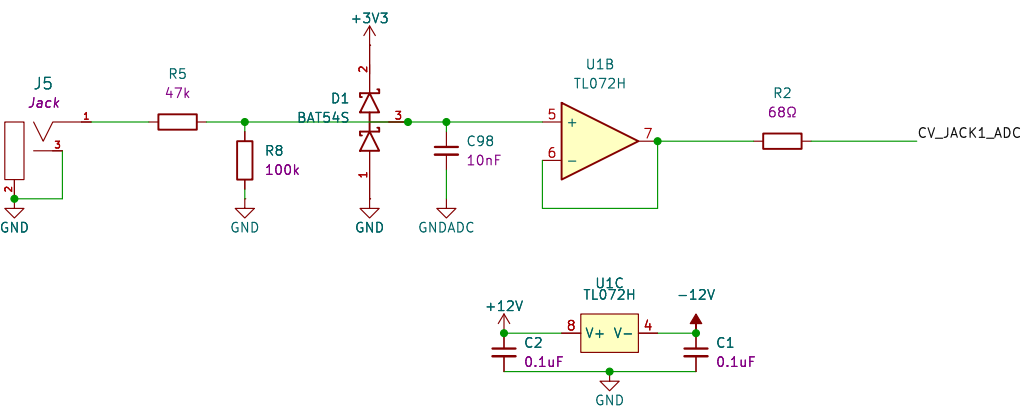 +3V3
J5
Jack
1
3
2
GND
R5
47k
R8
100k
GND
2
D1
BAT54S
3
1
GND
C98
10nF
GNDADC
U1B
TL072H
5
+
6
−
7
R2
68Ω
CV_JACK1_ADC
U1C
TL072H
+12V
-12V
8
V+ V−
4
C2
0.1uF
C1
0.1uF
GND